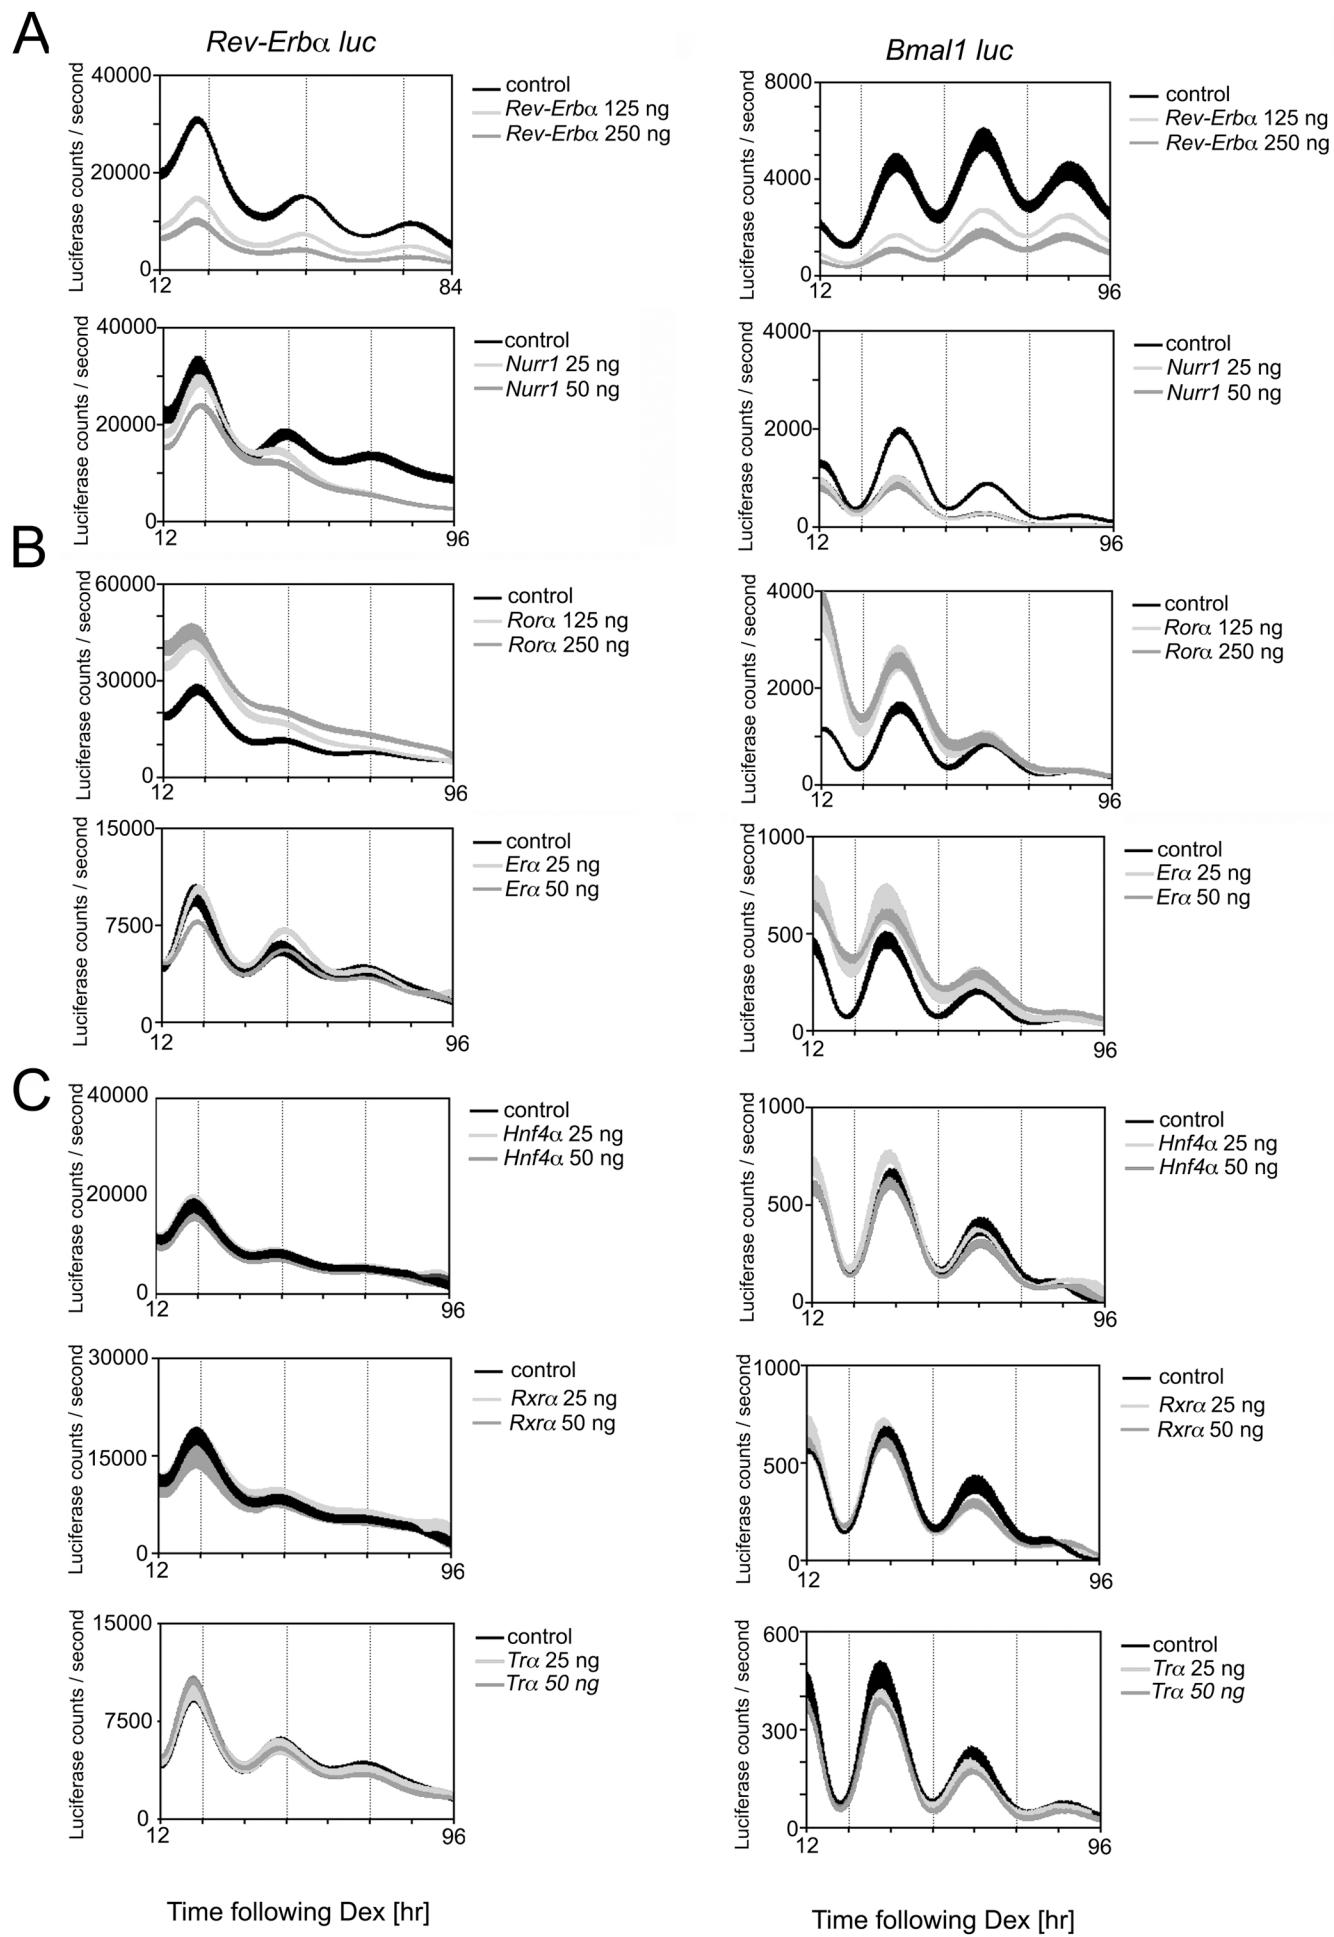 A
Rev-Erbα luc
Luciferase counts / second
40000
20000
0
12
84
control
Rev-Erbα 125 ng
Rev-Erbα 250 ng
Bmal1 luc
Luciferase counts / second
8000
4000
0
12
96
control
Rev-Erbα 125 ng
Rev-Erbα 250 ng
Luciferase counts / second
40000
20000
0
12
96
control
Nurr1 25 ng
Nurr1 50 ng
Luciferase counts / second
4000
2000
0
12
96
control
Nurr1 25 ng
Nurr1 50 ng
B
Luciferase counts / second
60000
30000
0
12
96
control
Rorα 125 ng
Rorα 250 ng
Luciferase counts / second
4000
2000
0
12
96
control
Rorα 125 ng
Rorα 250 ng
Luciferase counts / second
15000
7500
0
12
96
control
Erα 25 ng
Erα 50 ng
Luciferase counts / second
1000
500
0
12
96
control
Erα 25 ng
Erα 50 ng
C
Luciferase counts / second
40000
20000
0
12
96
control
Hnf4α 25 ng
Hnf4α 50 ng
Luciferase counts / second
1000
500
0
12
96
control
Hnf4α 25 ng
Hnf4α 50 ng
Luciferase counts / second
30000
15000
0
12
96
control
Rxrα 25 ng
Rxrα 50 ng
Luciferase counts / second
1000
500
0
12
96
control
Rxrα 25 ng
Rxrα 50 ng
Luciferase counts / second
15000
7500
0
12
96
control
Trα 25 ng
Trα 50 ng
Luciferase counts / second
600
300
0
12
96
control
Trα 25 ng
Trα 50 ng
Time following Dex [hr]
Time following Dex [hr]